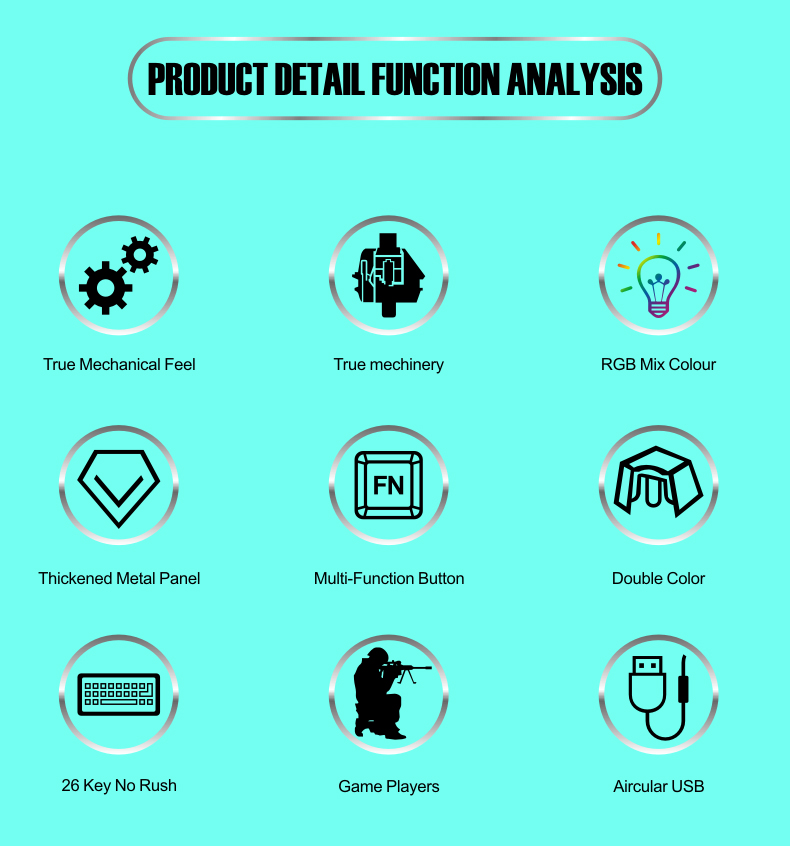 PRODUCT DETAIL FUNCTION ANALYSIS
True Mechanical Feel
True mechinery
RGB Mix Colour
Thickened Metal Panel
FN
Multi-Function Button
Double Color
26 Key No Rush
Game Players
Aircular USB